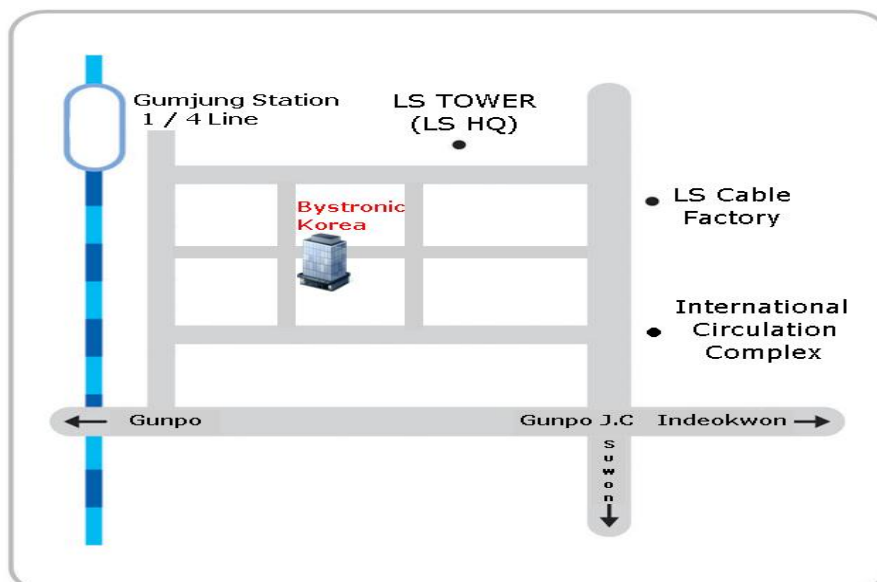 Gumjung Station
1 / 4 Line
LS TOWER
(LS HQ)
Bystronic
Korea
LS Cable
Factory
International
Circulation
Complex
Gunpo
Gunpo J.C
Indeokwon
Suwon